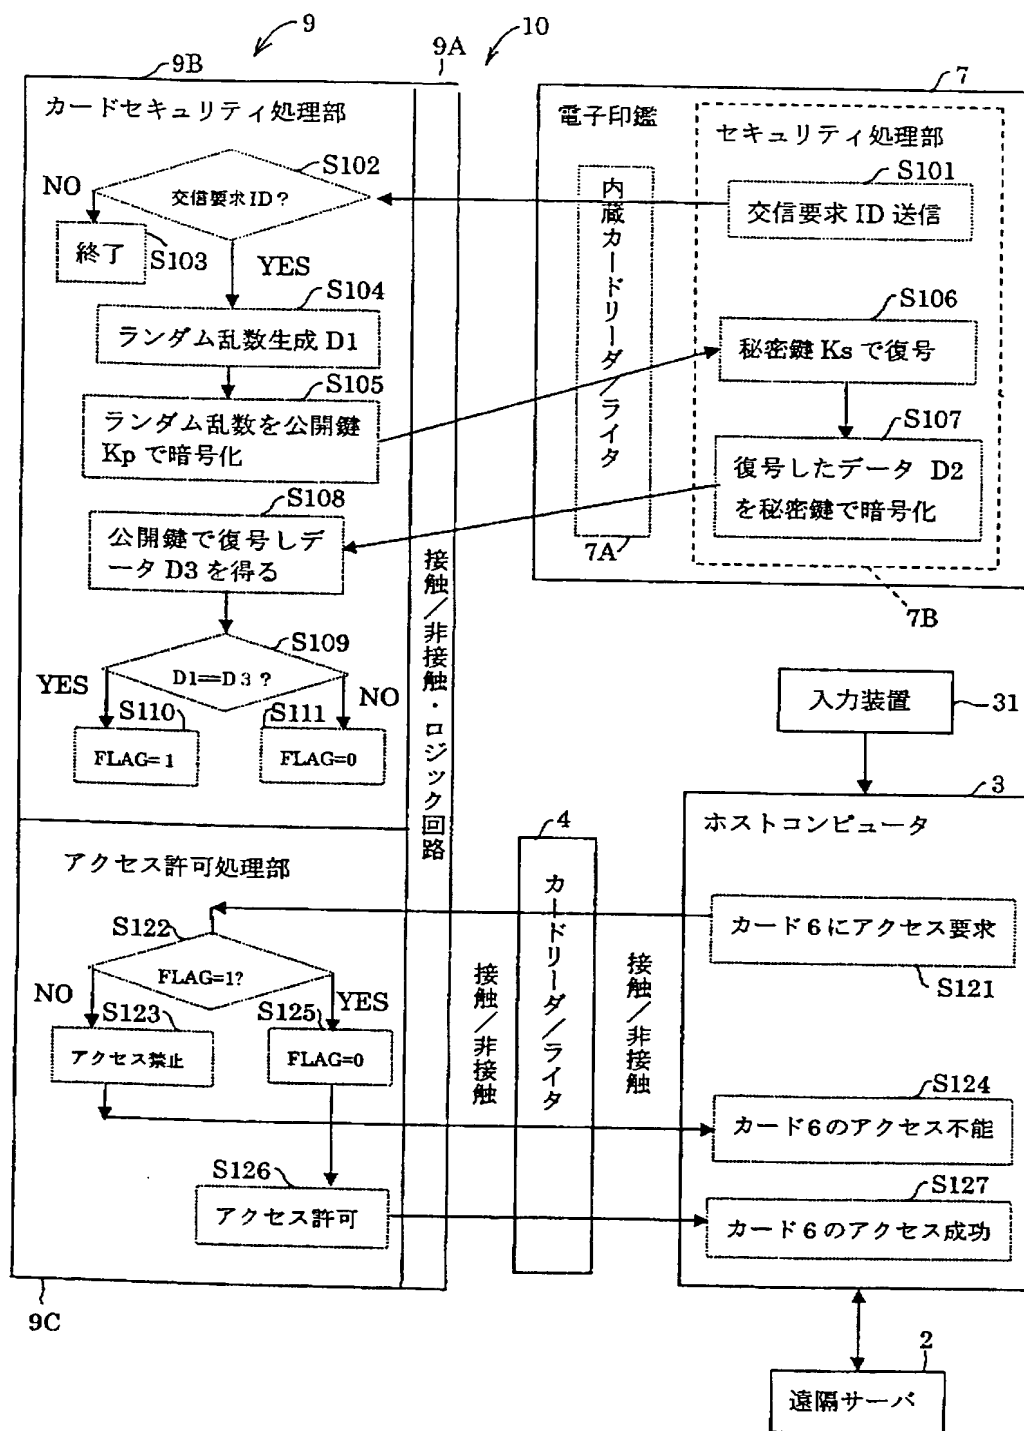 9
10
9A
9B
カードセキュリティ処理部
S102
NO
交信要求 ID？
終了
S103
YES
S104
ランダム乱数生成 D1
S105
ランダム乱数を公開鍵
Kp で暗号化
S108
公開鍵で復号しデ
ータ D3 を得る
S109
D1==D3？
YES
NO
S110
S111
FLAG=1
FLAG=0
接触／非接触・ロジック回路
7
電子印鑑
セキュリティ処理部
S101
交信要求 ID 送信
内蔵カードリーダ／ライタ
S106
秘密鍵 Ks で復号
S107
復号したデータ D2
を秘密鍵で暗号化
7A
7B
入力装置
31
3
ホストコンピュータ
4
カードリーダ／ライタ
アクセス許可処理部
カード６にアクセス要求
S121
S122
FLAG=1?
NO
YES
S123
S125
アクセス禁止
FLAG=0
接触／非接触
接触／非接触
S124
カード６のアクセス不能
S126
アクセス許可
S127
カード６のアクセス成功
9C
2
遠隔サーバ